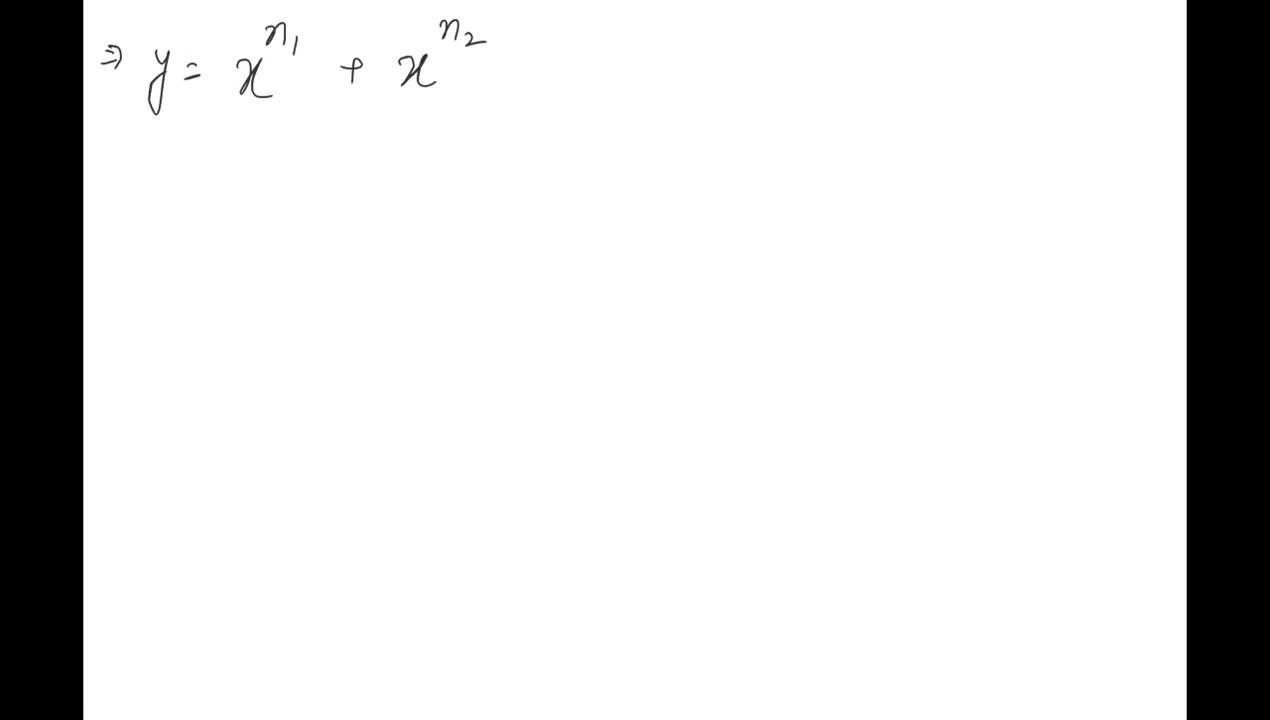 ⇒ y = x^{n_1} + x^{n_2}